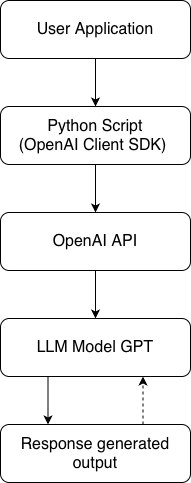 User Application
Python Script
(OpenAI Client SDK)
OpenAI API
LLM Model GPT
Response generated
output